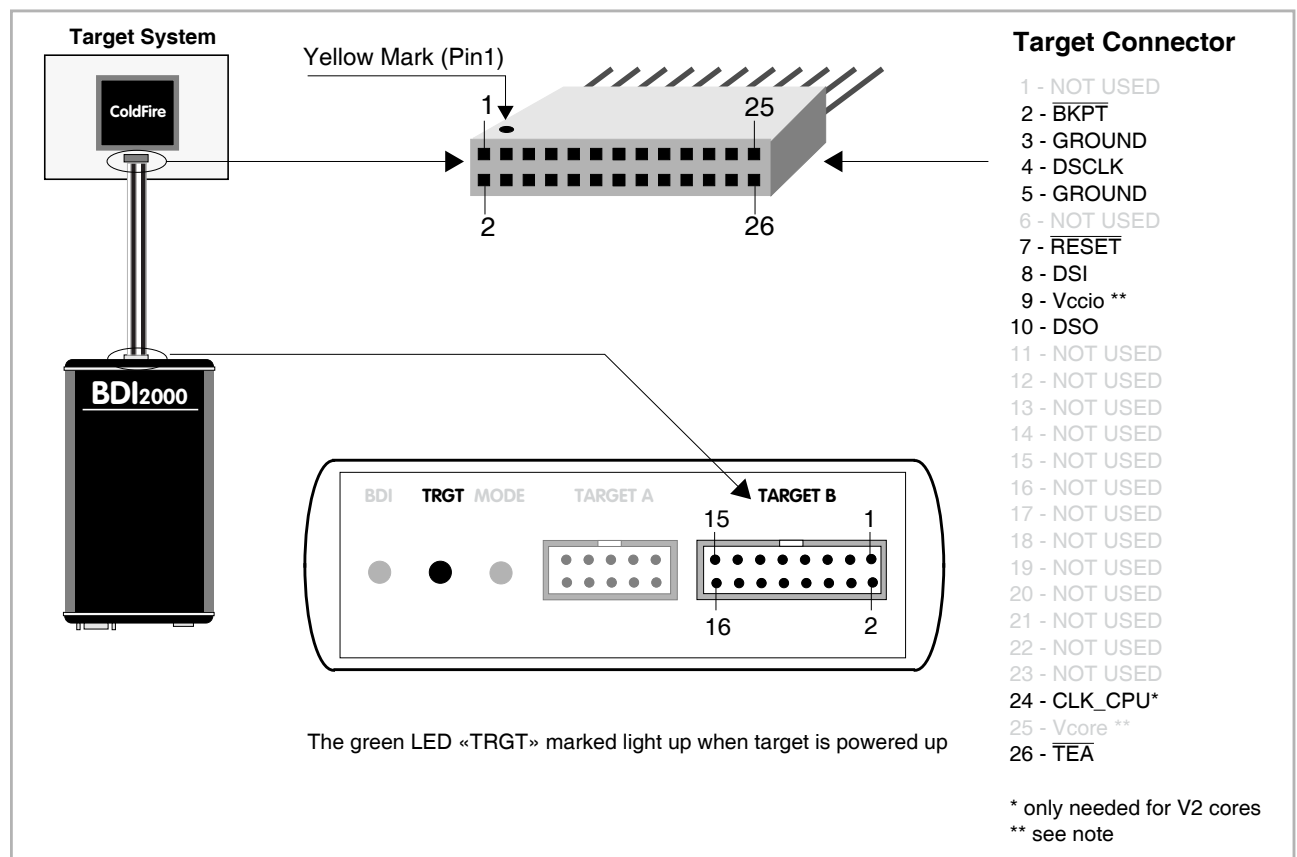 Target System
ColdFire
BDI2000
Yellow Mark (Pin1)
1
25
2
26
BDI
TRGT
MODE
TARGET A
TARGET B
15
1
16
2
The green LED «TRGT» marked light up when target is powered up
Target Connector
1 - NOT USED
2 - B̅K̅P̅T̅
3 - GROUND
4 - DSCLK
5 - GROUND
6 - NOT USED
7 - R̅E̅S̅E̅T̅
8 - DSI
9 - Vccio **
10 - DSO
11 - NOT USED
12 - NOT USED
13 - NOT USED
14 - NOT USED
15 - NOT USED
16 - NOT USED
17 - NOT USED
18 - NOT USED
19 - NOT USED
20 - NOT USED
21 - NOT USED
22 - NOT USED
23 - NOT USED
24 - CLK_CPU*
25 - Vcore **
26 - T̅E̅A̅
* only needed for V2 cores
** see note